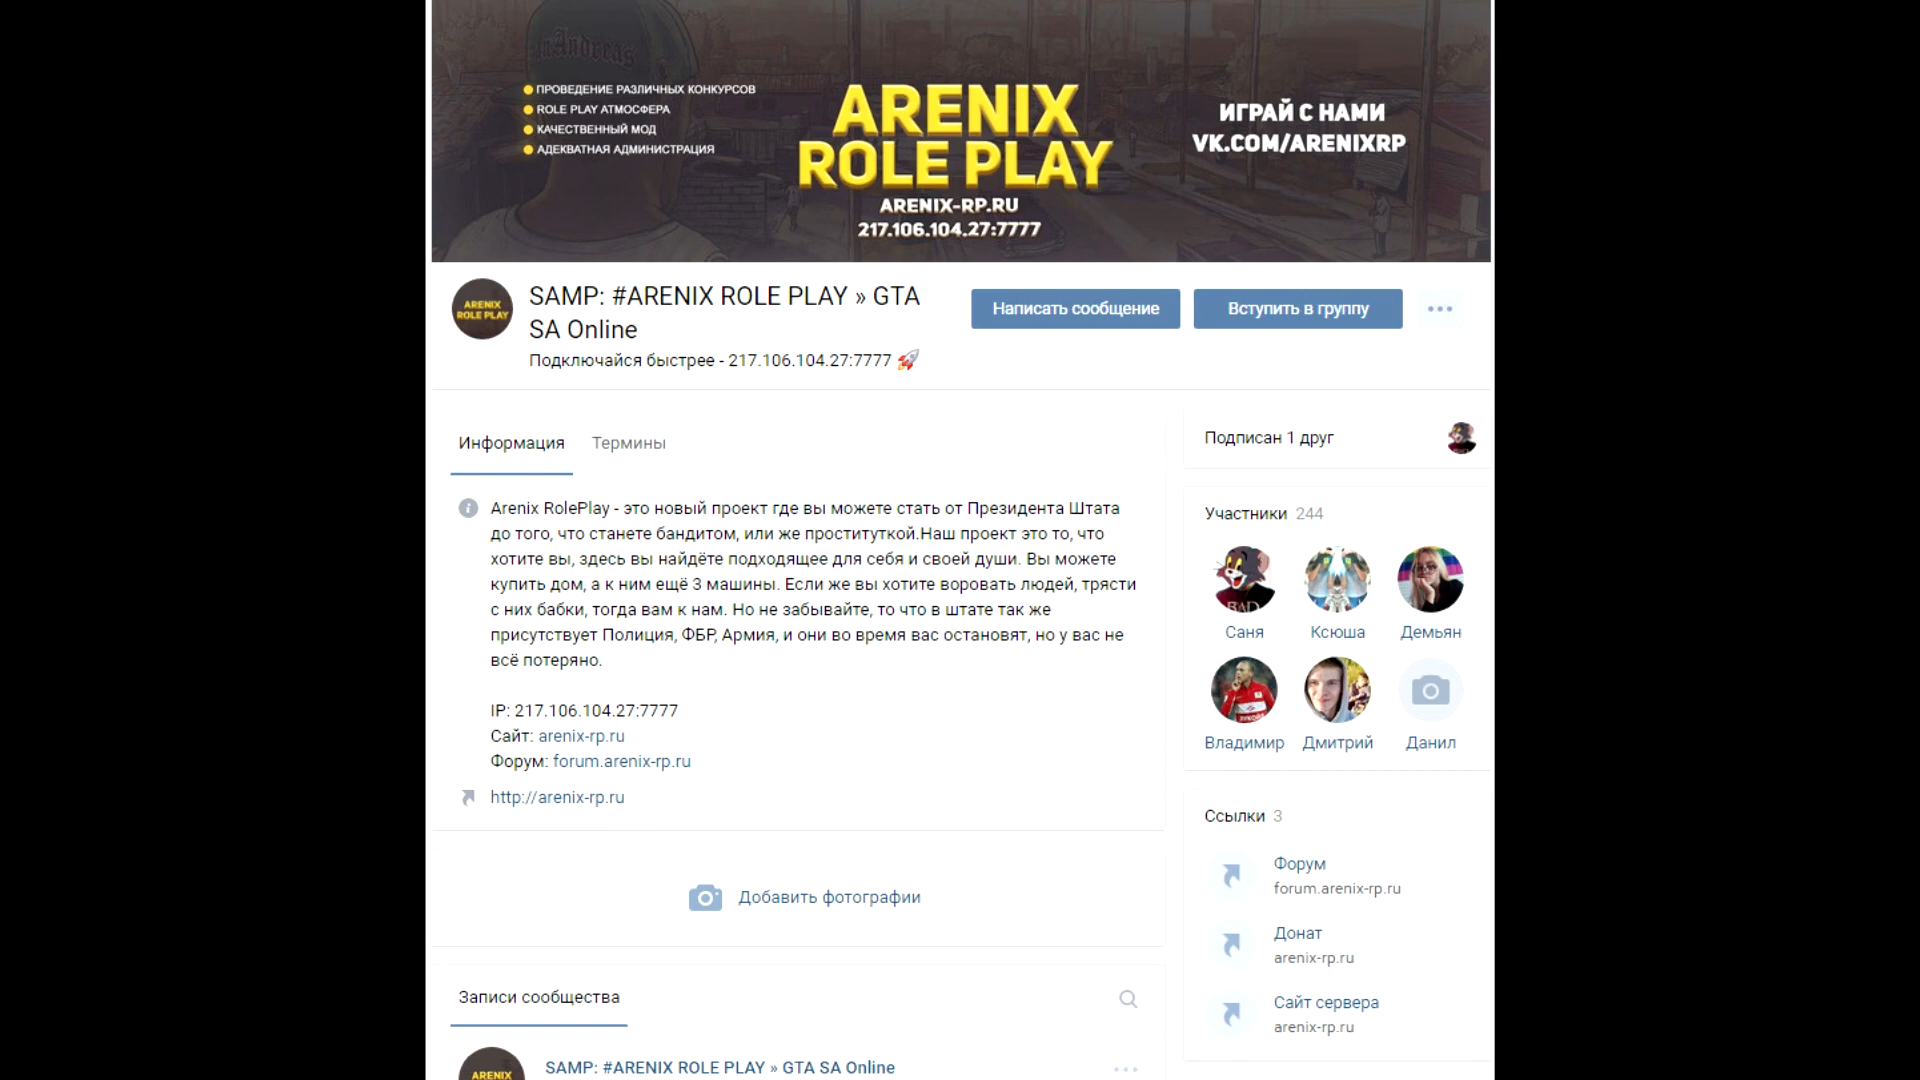 nAndreas
ПРОВЕДЕНИЕ РАЗЛИЧНЫХ КОНКУРСОВ
ROLE PLAY АТМОСФЕРА
КАЧЕСТВЕННЫЙ МОД
АДЕКВАТНАЯ АДМИНИСТРАЦИЯ
ARENIX
ROLE PLAY
ARENIX-RP.RU
217.106.104.27:7777
ИГРАЙ С НАМИ
VK.COM/ARENIXRP
ARENIX
ROLE PLAY
SAMP: #ARENIX ROLE PLAY » GTA
SA Online
Подключайся быстрее - 217.106.104.27:7777 🚀
Написать сообщение
Вступить в группу
Информация
Термины
Arenix RolePlay - это новый проект где вы можете стать от Президента Штата
до того, что станете бандитом, или же проституткой.Наш проект это то, что
хотите вы, здесь вы найдёте подходящее для себя и своей души. Вы можете
купить дом, а к ним ещё 3 машины. Если же вы хотите воровать людей, трясти
с них бабки, тогда вам к нам. Но не забывайте, то что в штате так же
присутствует Полиция, ФБР, Армия, и они во время вас остановят, но у вас не
всё потеряно.
IP: 217.106.104.27:7777
Сайт: arenix-rp.ru
Форум: forum.arenix-rp.ru
http://arenix-rp.ru
Добавить фотографии
Записи сообщества
ARENIX
SAMP: #ARENIX ROLE PLAY » GTA SA Online
Подписан 1 друг
Участники 244
BAD
Саня
Ксюша
Демьян
Владимир
Дмитрий
Данил
Ссылки 3
Форум
forum.arenix-rp.ru
Донат
arenix-rp.ru
Сайт сервера
arenix-rp.ru